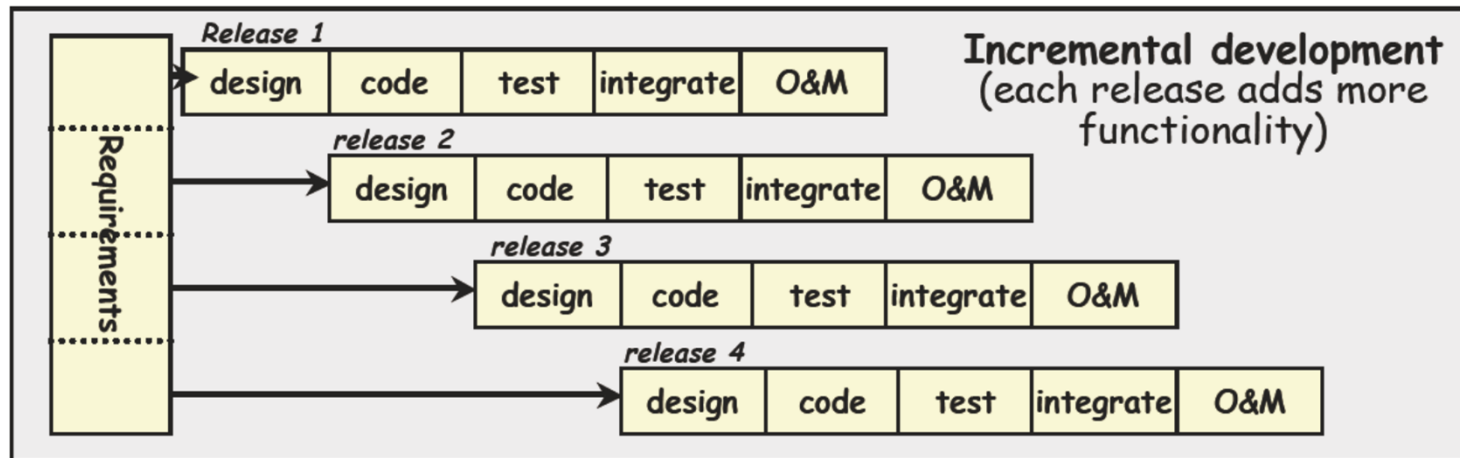 Release 1
design code test integrate O&M
Incremental development
(each release adds more
functionality)
release 2
design code test integrate O&M
Requirements
release 3
design code test integrate O&M
release 4
design code test integrate O&M